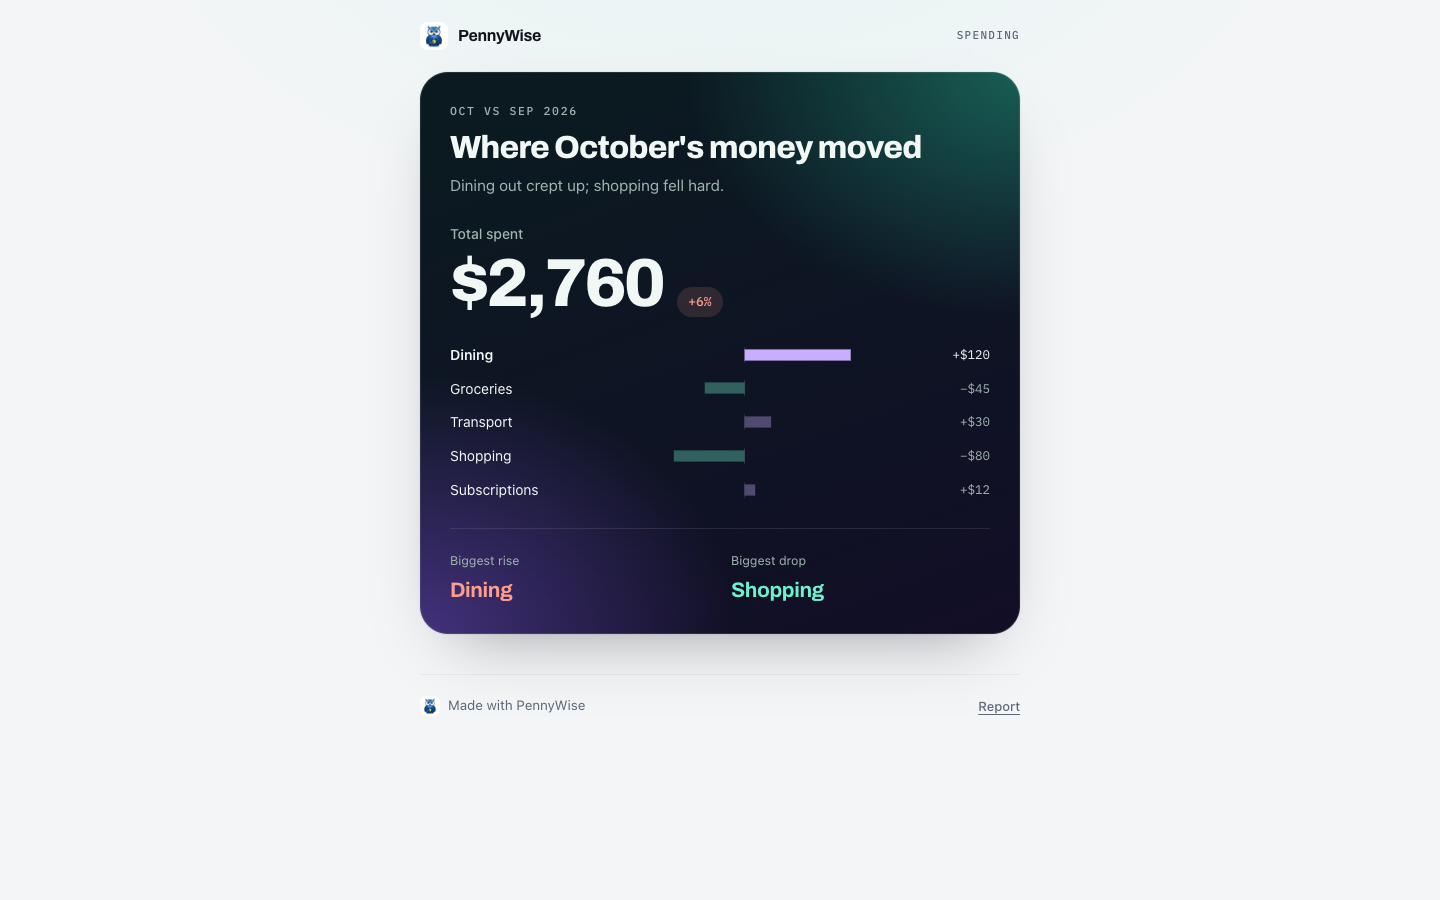 PennyWise
SPENDING
OCT VS SEP 2026
Where October's money moved
Dining out crept up; shopping fell hard.
Total spent
$2,760 +6%
Dining +$120
Groceries −$45
Transport +$30
Shopping −$80
Subscriptions +$12
Biggest rise
Dining
Biggest drop
Shopping
Made with PennyWise
Report